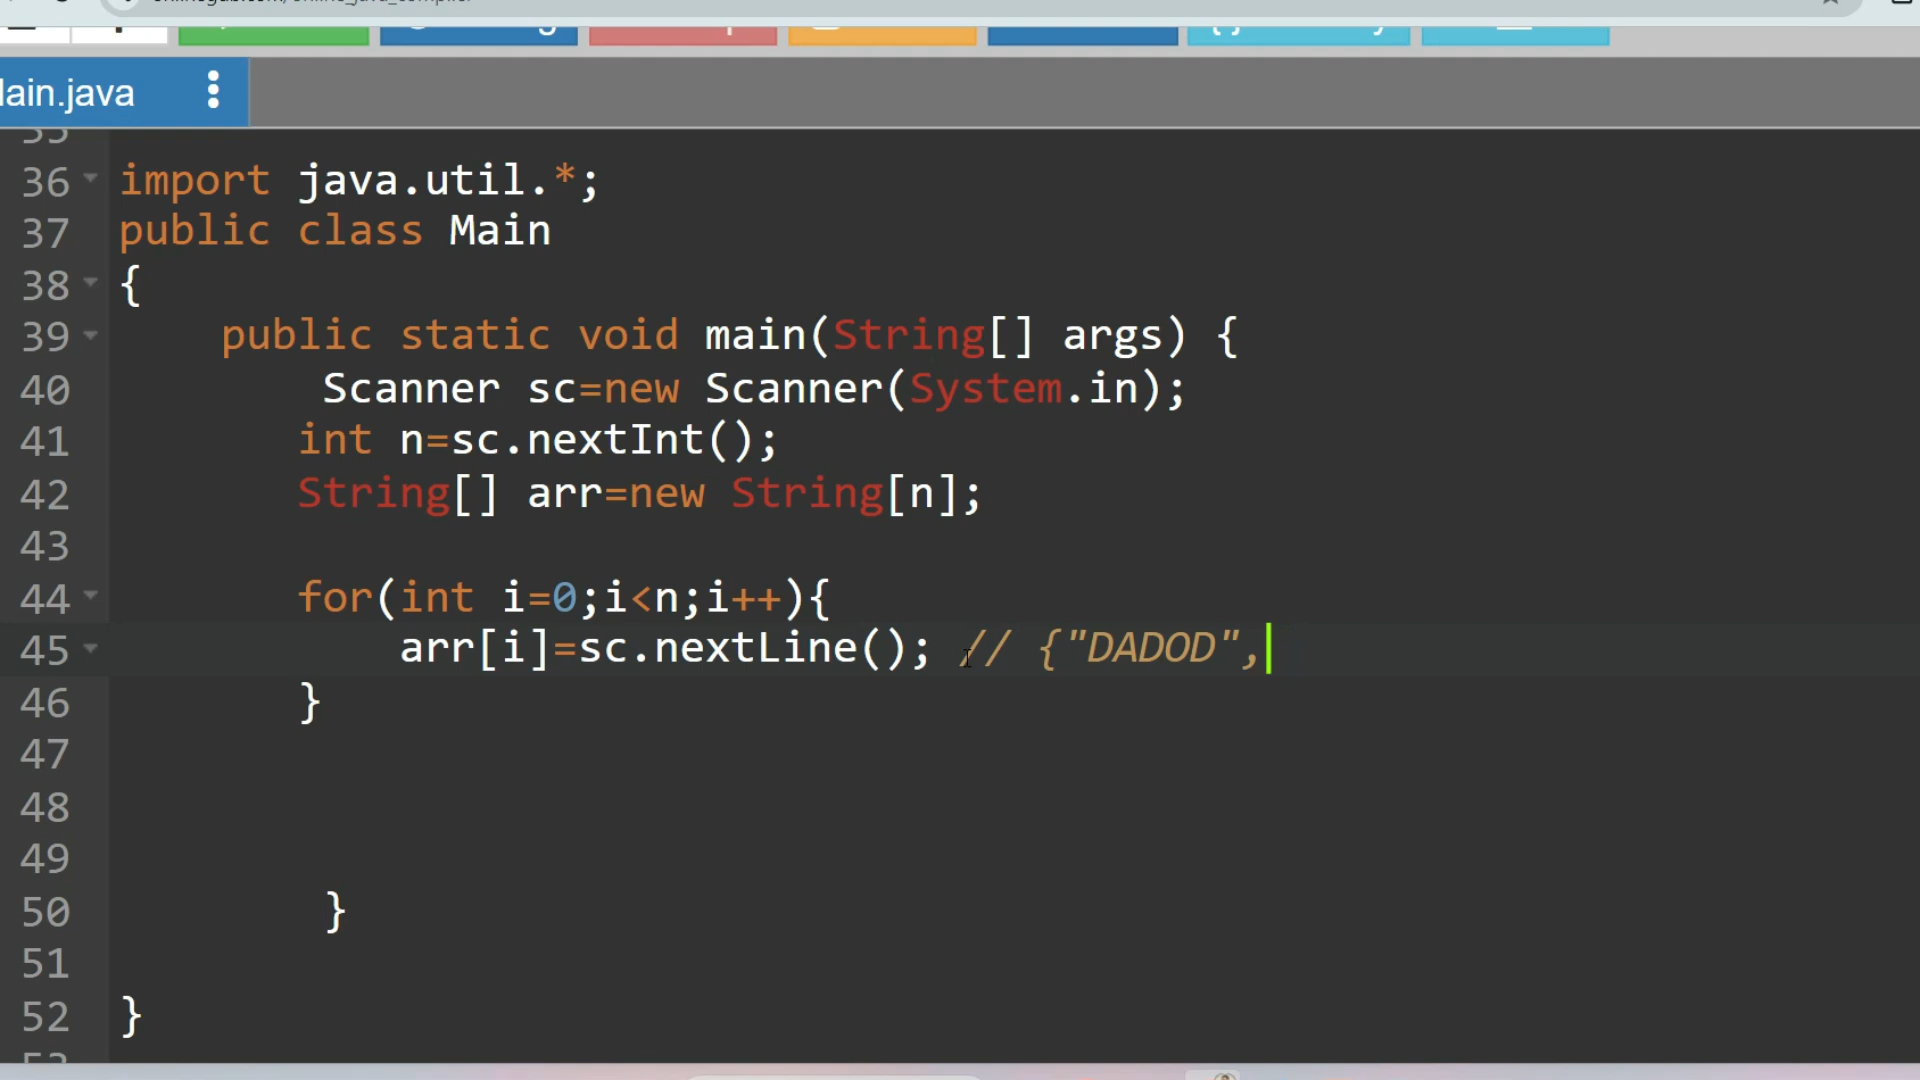 ain.java
36 import java.util.*;
37 public class Main
38 {
39 public static void main(String[] args) {
40 Scanner sc=new Scanner(System.in);
41 int n=sc.nextInt();
42 String[] arr=new String[n];
43
44 for(int i=0;i<n;i++){
45 arr[i]=sc.nextLine(); // {"DADOD",
46 }
47
48
49
50 }
51
52 }